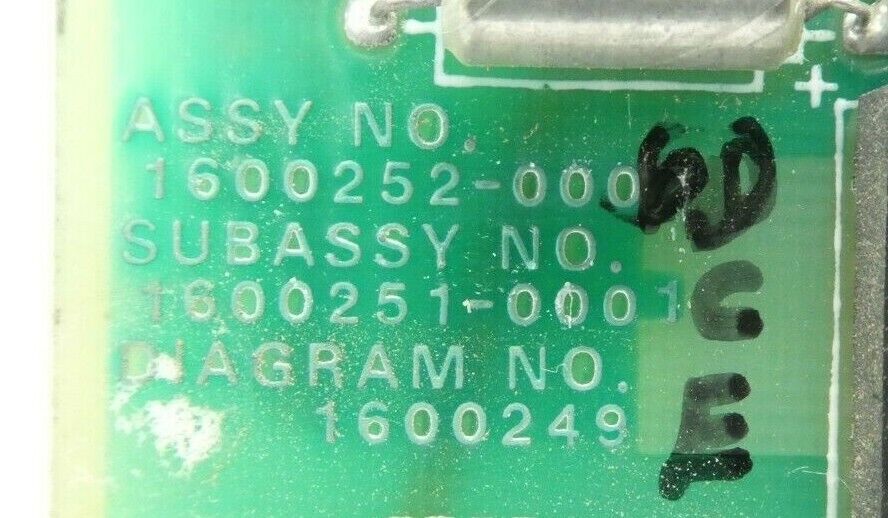 ASSY NO.
1600252-000
SUBASSY NO.
1600251-0001
DIAGRAM NO.
1600249
+